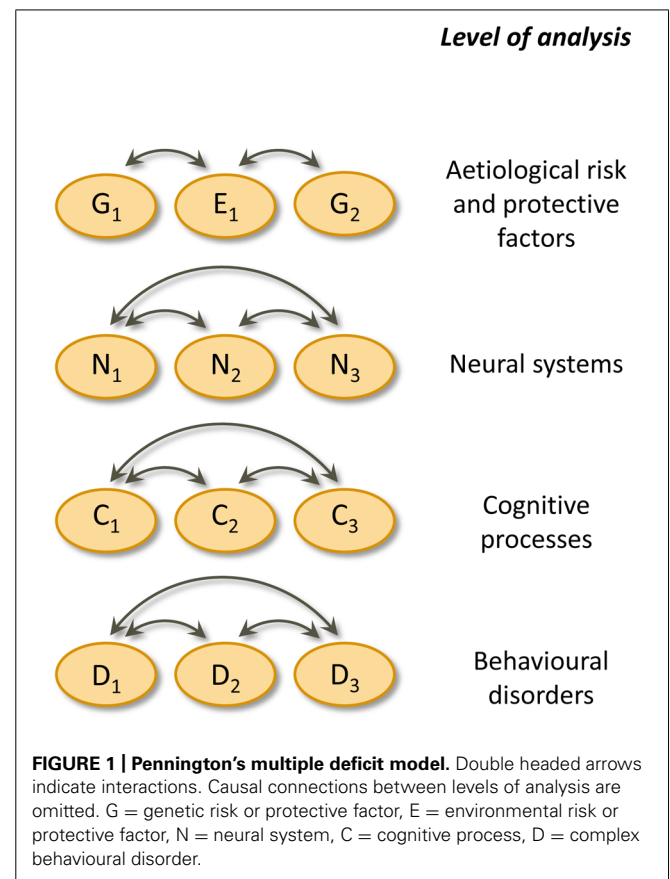 Level of analysis
G1 E1 G2
Aetiological risk
and protective
factors
N1 N2 N3
Neural systems
C1 C2 C3
Cognitive
processes
D1 D2 D3
Behavioural
disorders
FIGURE 1 | Pennington's multiple deficit model. Double headed arrows
indicate interactions. Causal connections between levels of analysis are
omitted. G = genetic risk or protective factor, E = environmental risk or
protective factor, N = neural system, C = cognitive process, D = complex
behavioural disorder.